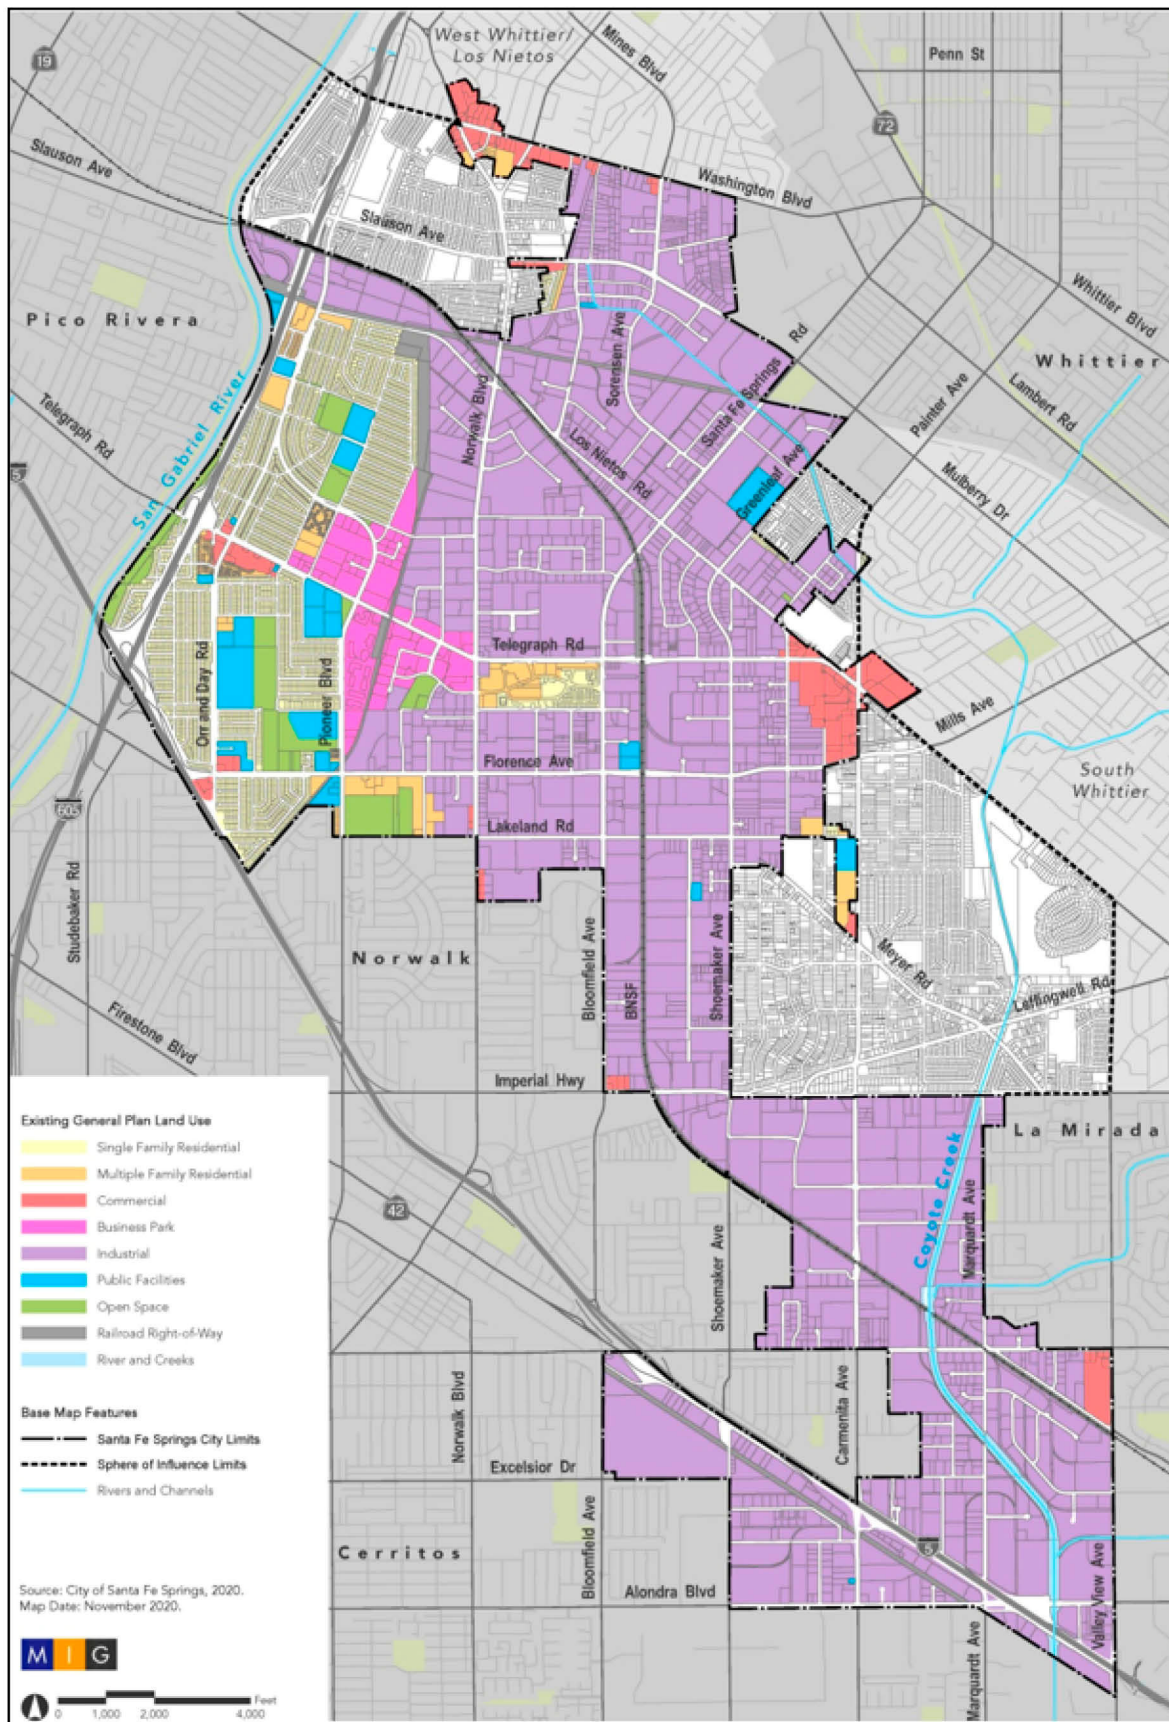 West Whittier/
Los Nietos
Mines Blvd
Penn St
19
72
Slauson Ave
Washington Blvd
Slauson Ave
Whittier Blvd
Pico Rivera
Whittier
Sorensen Ave
Santa Fe Springs Rd
Painter Ave
Lambert Rd
San Gabriel River
Telegraph Rd
Norwalk Blvd
Los Nietos Rd
Greenleaf Ave
Mulberry Dr
5
Telegraph Rd
Orr and Day Rd
Pioneer Blvd
Mills Ave
Florence Ave
South
Whittier
605
Lakeland Rd
Studebaker Rd
Norwalk
Bloomfield Ave
BNSF
Shoemaker Ave
Meyer Rd
Leffingwell Rd
Firestone Blvd
Imperial Hwy
La Mirada
Existing General Plan Land Use
Single Family Residential
Multiple Family Residential
Commercial
Business Park
Industrial
Public Facilities
Open Space
Railroad Right-of-Way
River and Creeks
42
Coyote Creek
Marquardt Ave
Shoemaker Ave
Norwalk Blvd
Carmenita Ave
Base Map Features
Santa Fe Springs City Limits
Sphere of Influence Limits
Rivers and Channels
Excelsior Dr
Bloomfield Ave
5
Cerritos
Alondra Blvd
Valley View Ave
Marquardt Ave
Source: City of Santa Fe Springs, 2020.
Map Date: November 2020.
M I G
0 1,000 2,000 4,000 Feet